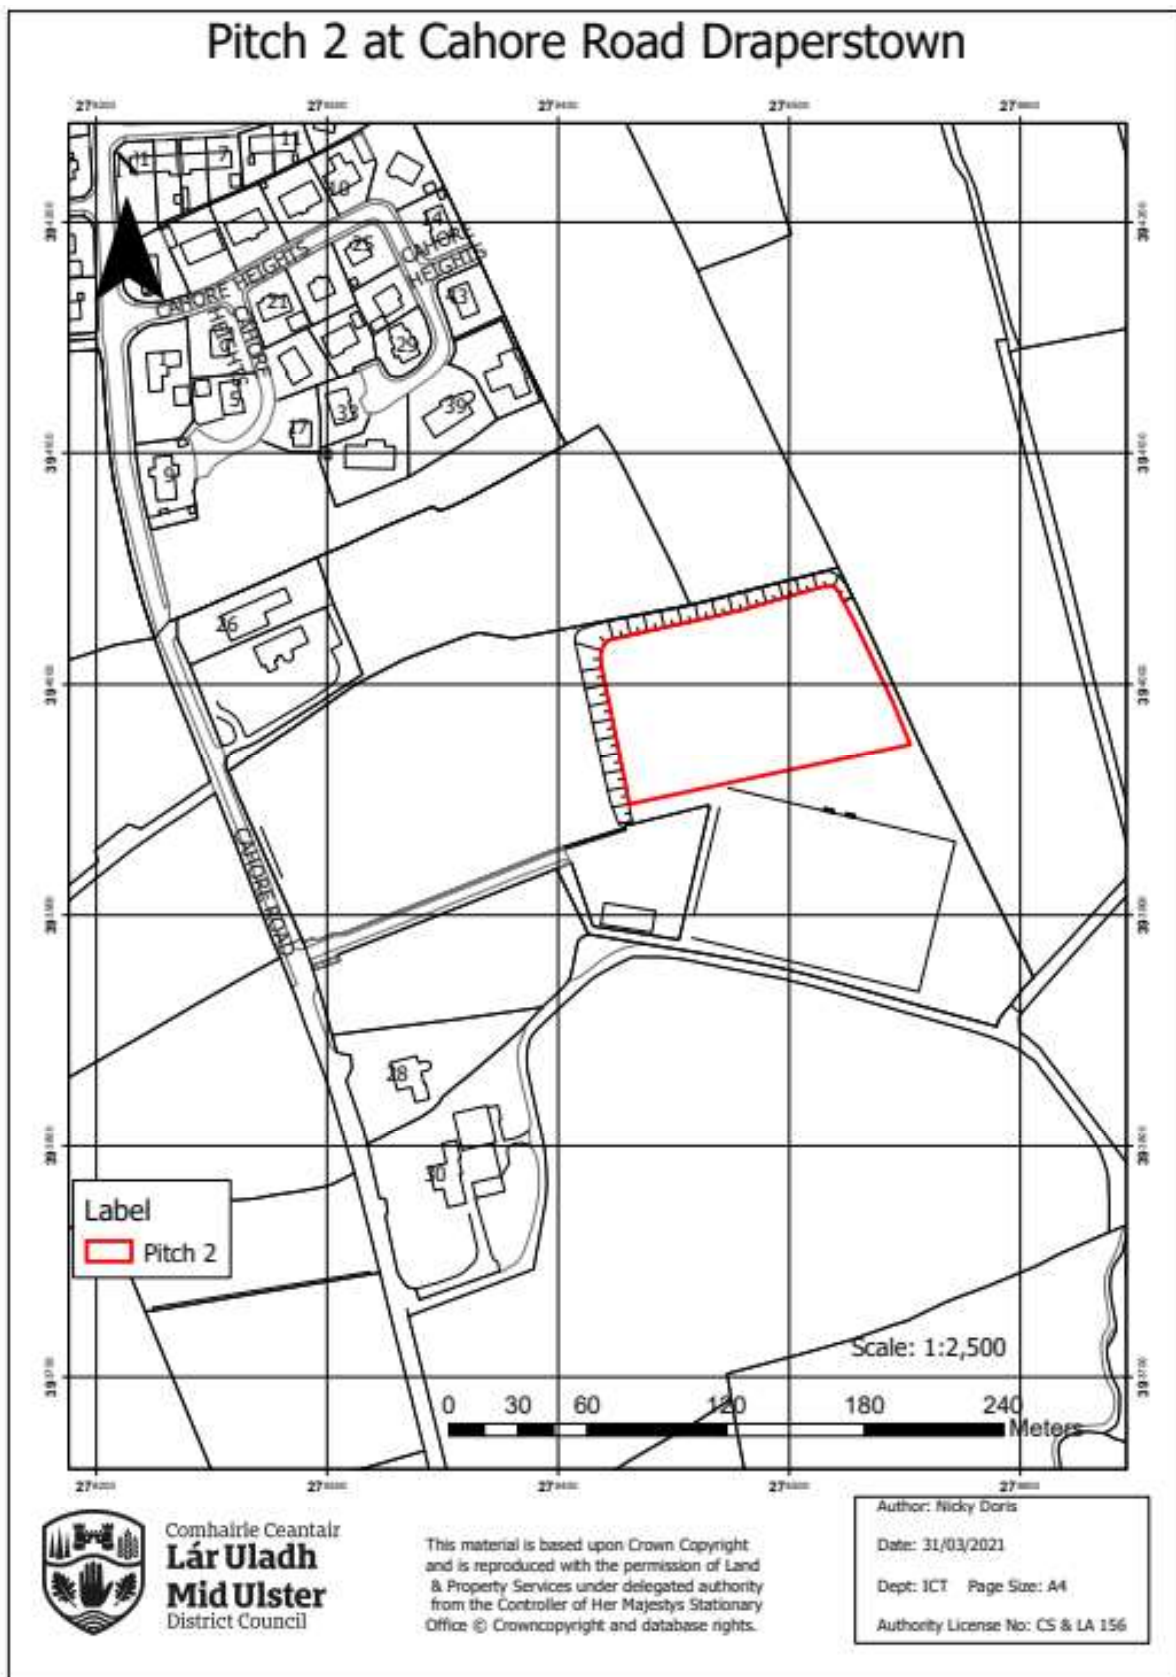 Pitch 2 at Cahore Road Draperstown
11
7
10
14
25
CAHORE
HEIGHTS
CAHORE HEIGHTS
21
CAHORE
HEIGHTS
29
5
33
39
9
26
CAHORE ROAD
28
30
Label
Pitch 2
Scale: 1:2,500
0 30 60 120 180 240
Meters
Comhairle Ceantair
Lár Uladh
Mid Ulster
District Council
This material is based upon Crown Copyright
and is reproduced with the permission of Land
& Property Services under delegated authority
from the Controller of Her Majestys Stationary
Office © Crowncopyright and database rights.
Author: Nicky Doris
Date: 31/03/2021
Dept: ICT Page Size: A4
Authority License No: CS & LA 156